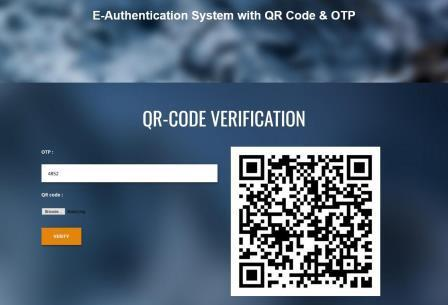 E-Authentication System with QR Code & OTP
QR-CODE VERIFICATION
OTP :
4852
QR code :
Browse...
VERIFY